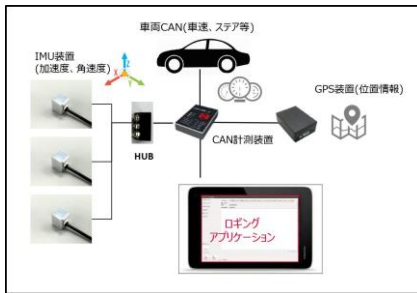 車両CAN(車速、ステア等)
IMU装置
(加速度、角速度)
GPS装置(位置情報)
HUB
CAN計測装置
ロギング
アプリケーション